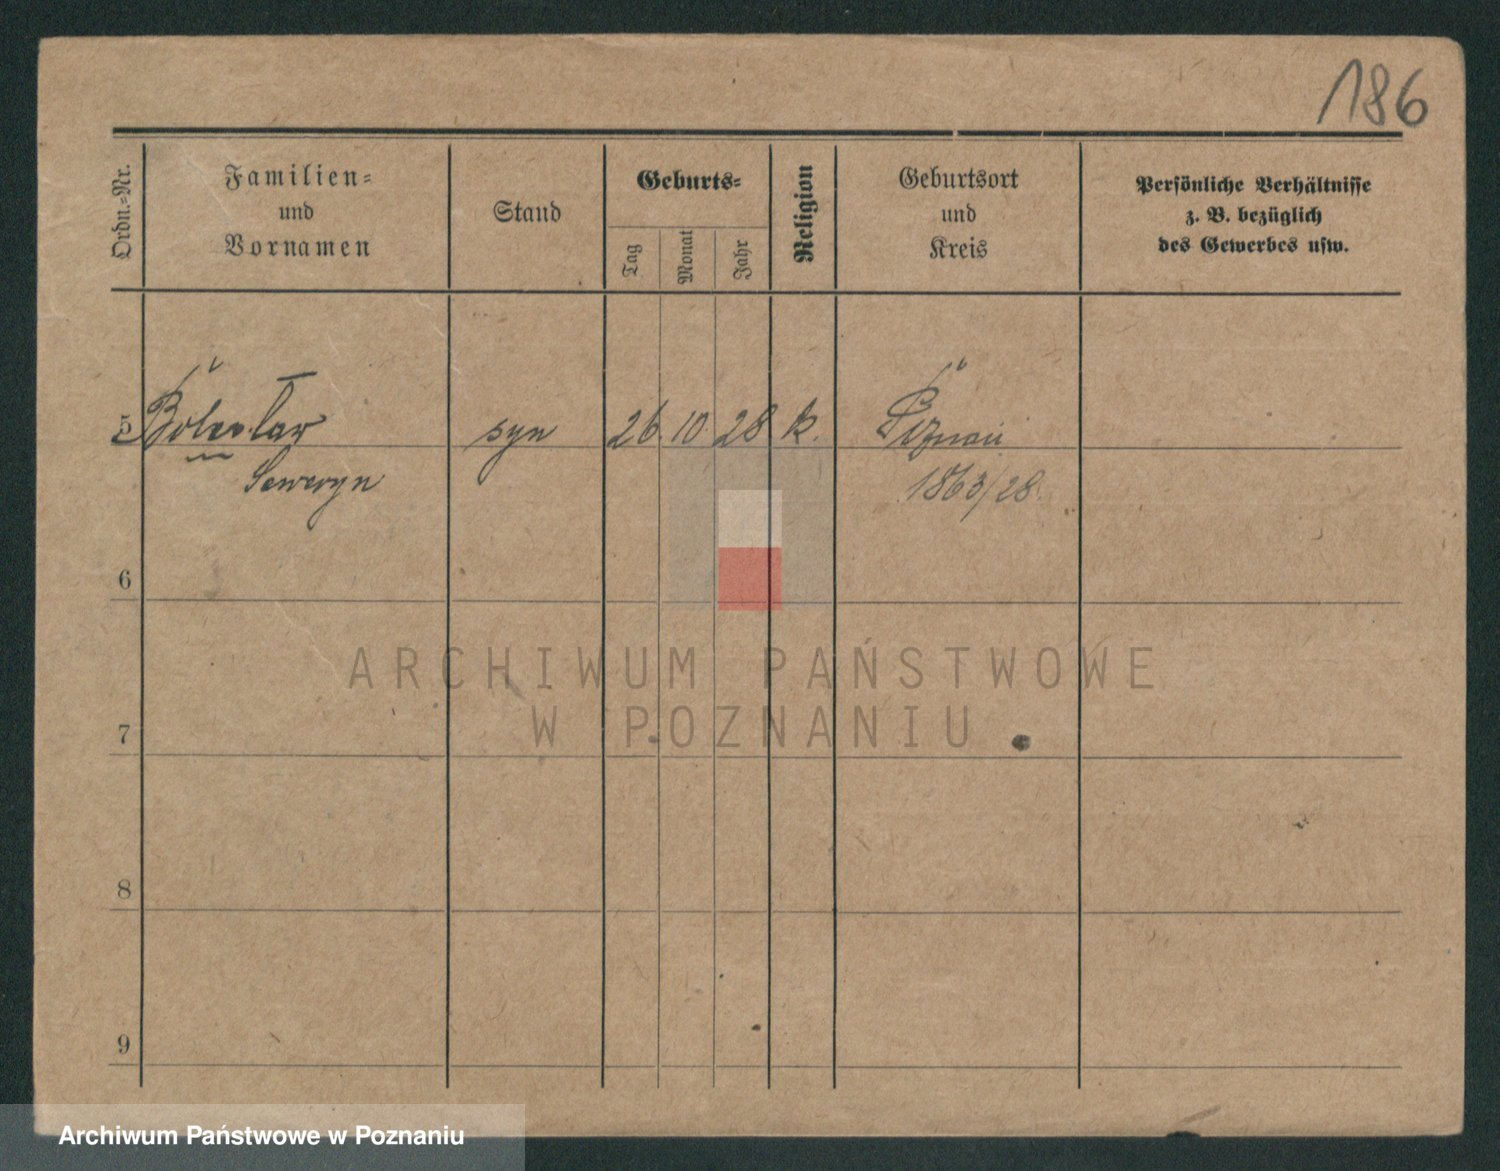 186
Ordn.-Nr.
Familien-
und
Vornamen
Stand
Geburts-
Tag
Monat
Jahr
Religion
Geburtsort
und
Kreis
Persönliche Verhältnisse
z. B. bezüglich
des Gewerbes usw.
5 Bolesław syn 26. 10. 28 k. Poznań
Seweryn 1863/28.
6
7
8
9
ARCHIWUM PAŃSTWOWE
W POZNANIU
Archiwum Państwowe w Poznaniu